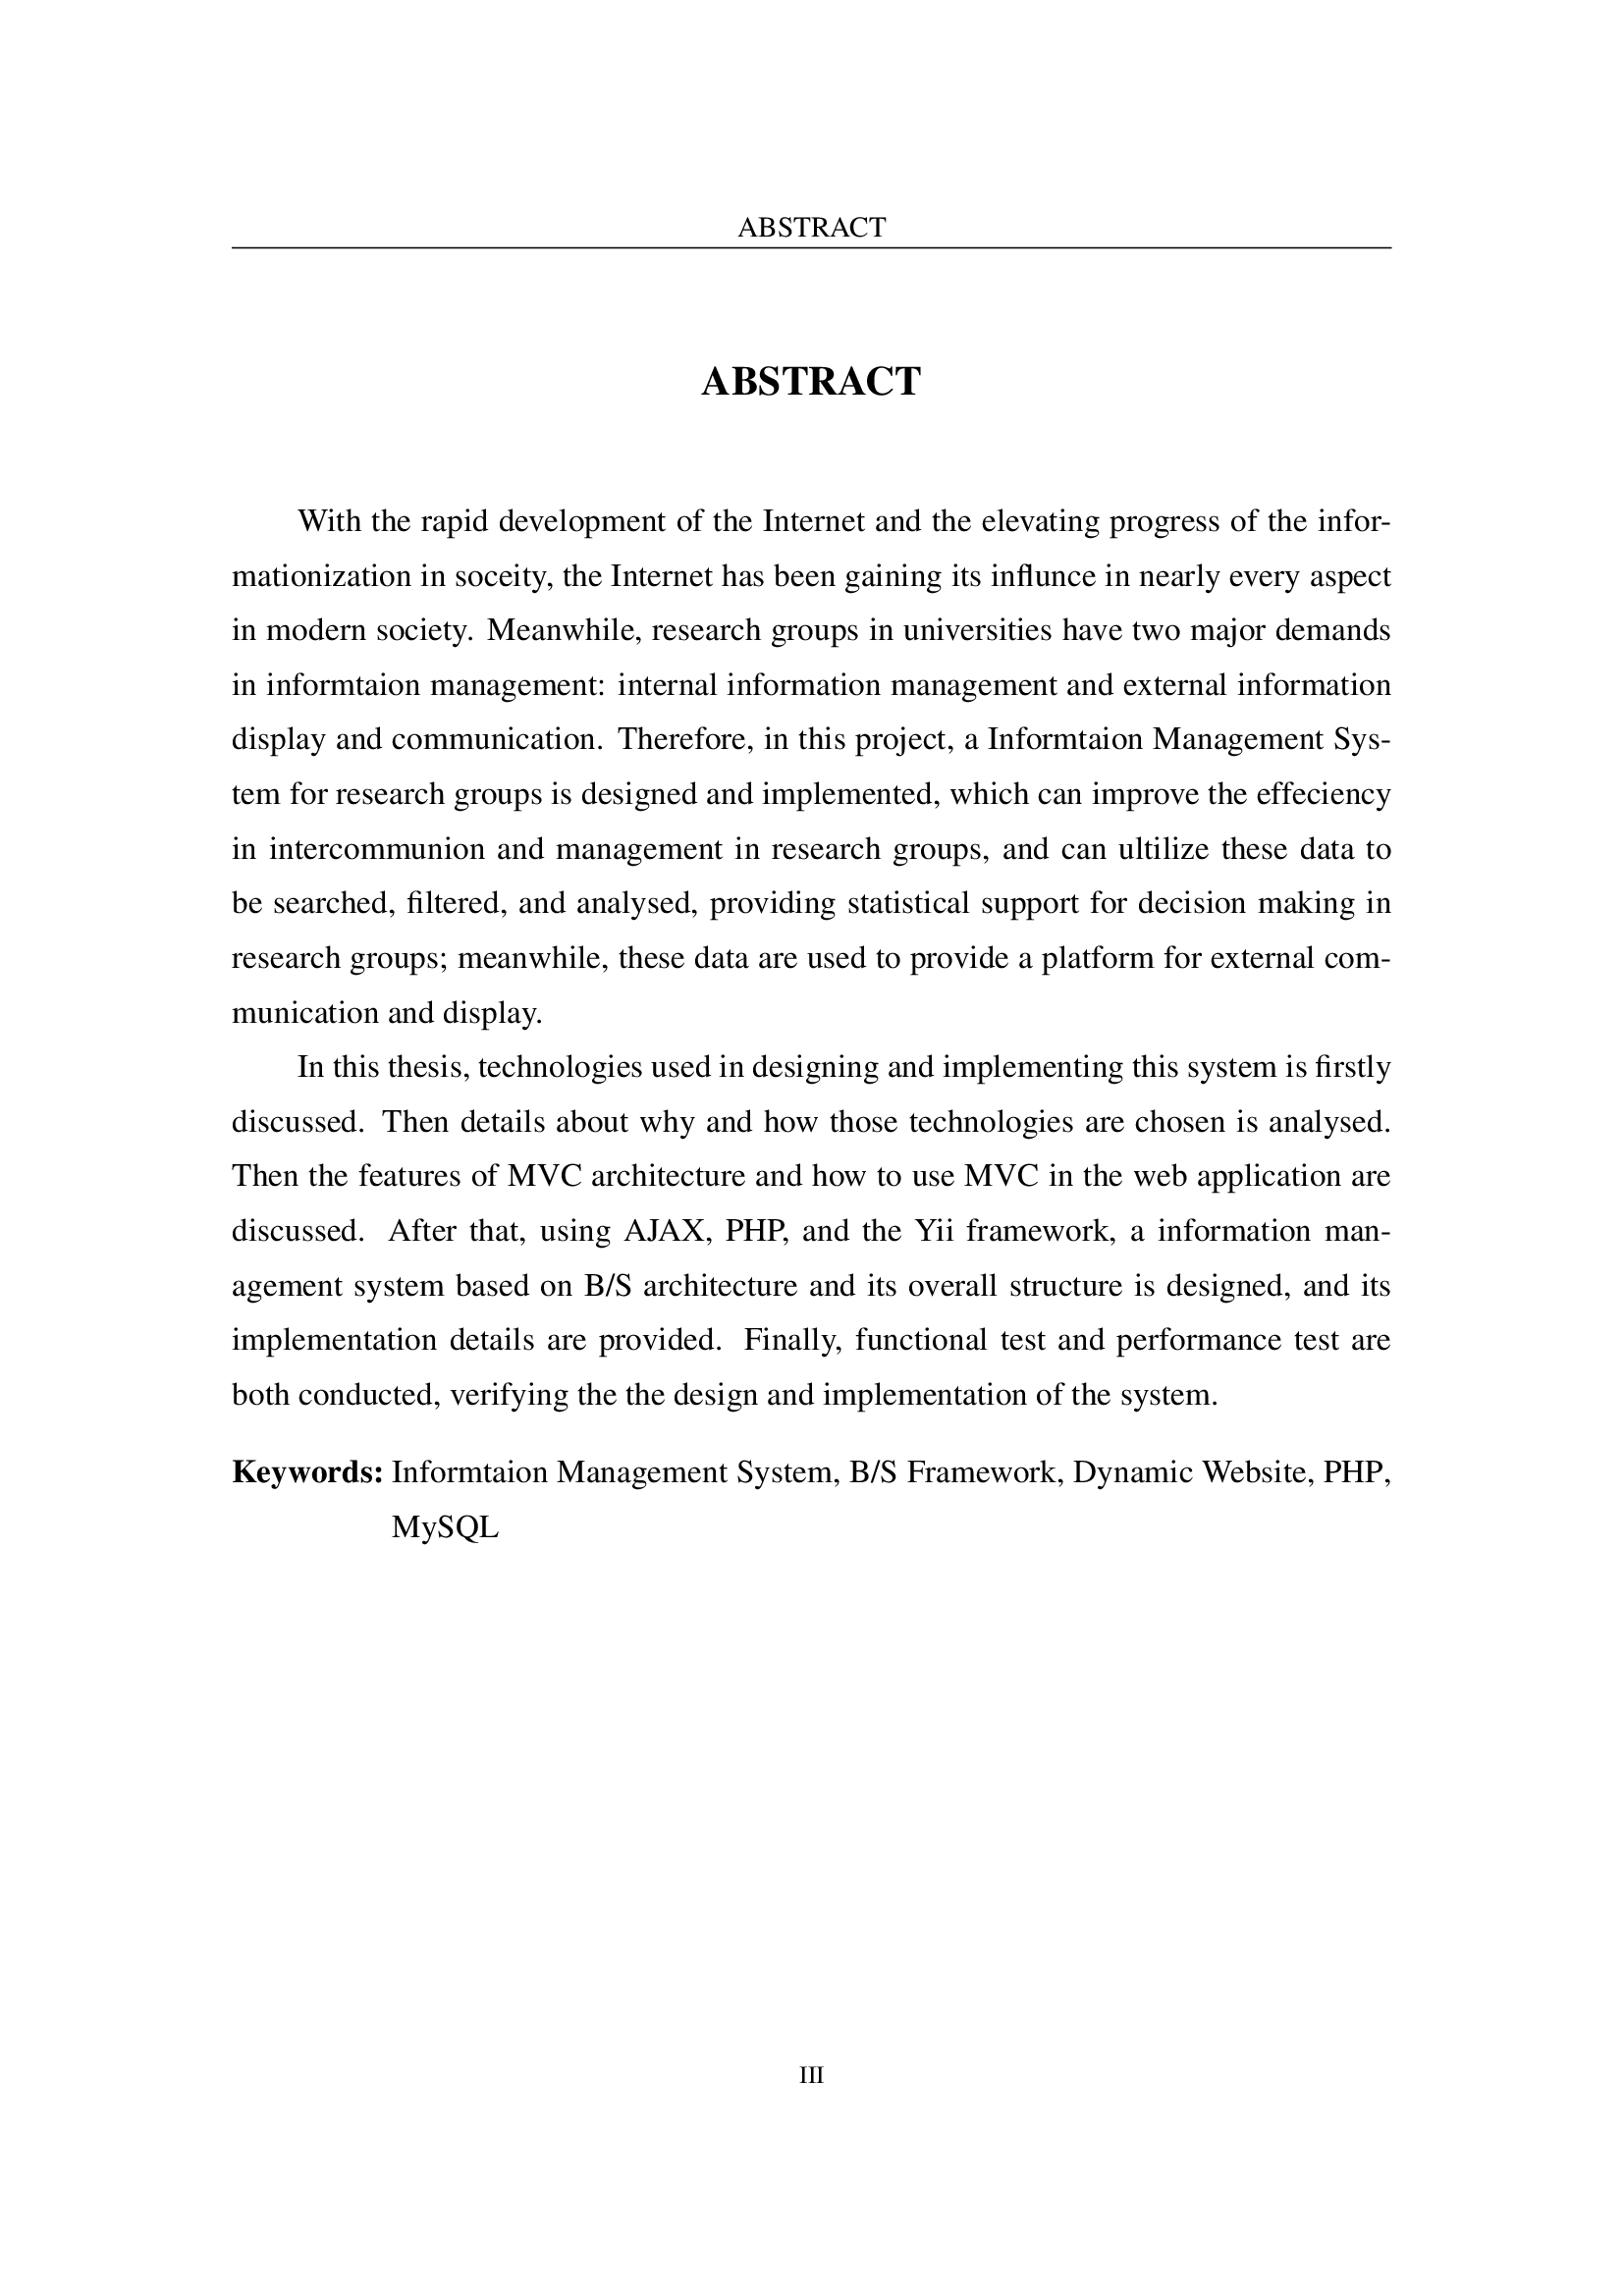 ABSTRACT
ABSTRACT
With the rapid development of the Internet and the elevating progress of the infor-
mationization in soceity, the Internet has been gaining its influnce in nearly every aspect
in modern society. Meanwhile, research groups in universities have two major demands
in informtaion management: internal information management and external information
display and communication. Therefore, in this project, a Informtaion Management Sys-
tem for research groups is designed and implemented, which can improve the effeciency
in intercommunion and management in research groups, and can ultilize these data to
be searched, filtered, and analysed, providing statistical support for decision making in
research groups; meanwhile, these data are used to provide a platform for external com-
munication and display.
In this thesis, technologies used in designing and implementing this system is firstly
discussed. Then details about why and how those technologies are chosen is analysed.
Then the features of MVC architecture and how to use MVC in the web application are
discussed. After that, using AJAX, PHP, and the Yii framework, a information man-
agement system based on B/S architecture and its overall structure is designed, and its
implementation details are provided. Finally, functional test and performance test are
both conducted, verifying the the design and implementation of the system.
Keywords: Informtaion Management System, B/S Framework, Dynamic Website, PHP,
MySQL
III